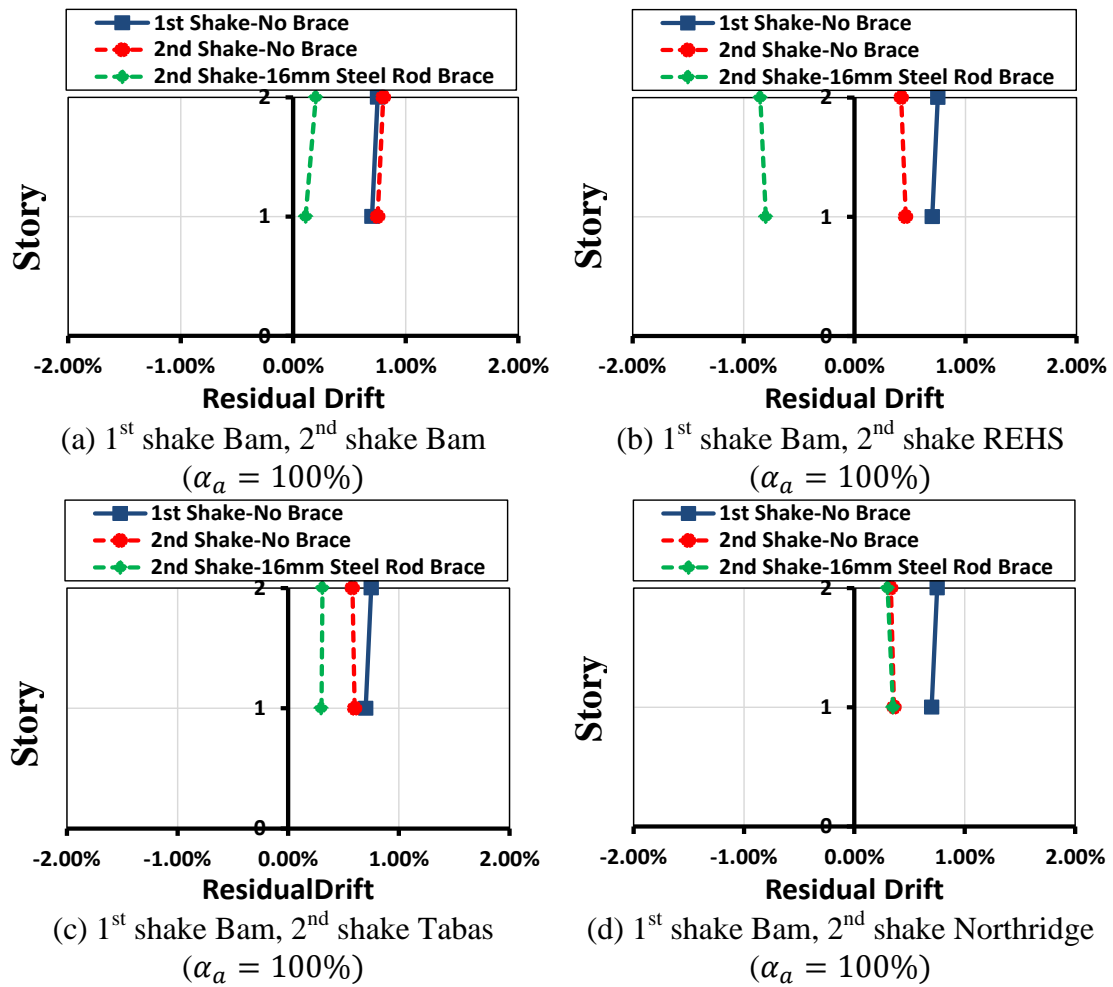 1st Shake-No Brace
2nd Shake-No Brace
2nd Shake-16mm Steel Rod Brace
2
1
0
Story
-2.00% -1.00% 0.00% 1.00% 2.00%
Residual Drift
(a) 1st shake Bam, 2nd shake Bam
(αₐ = 100%)
1st Shake-No Brace
2nd Shake-No Brace
2nd Shake-16mm Steel Rod Brace
2
1
0
Story
-2.00% -1.00% 0.00% 1.00% 2.00%
Residual Drift
(b) 1st shake Bam, 2nd shake REHS
(αₐ = 100%)
1st Shake-No Brace
2nd Shake-No Brace
2nd Shake-16mm Steel Rod Brace
2
1
0
Story
-2.00% -1.00% 0.00% 1.00% 2.00%
ResidualDrift
(c) 1st shake Bam, 2nd shake Tabas
(αₐ = 100%)
1st Shake-No Brace
2nd Shake-No Brace
2nd Shake-16mm Steel Rod Brace
2
1
0
Story
-2.00% -1.00% 0.00% 1.00% 2.00%
Residual Drift
(d) 1st shake Bam, 2nd shake Northridge
(αₐ = 100%)